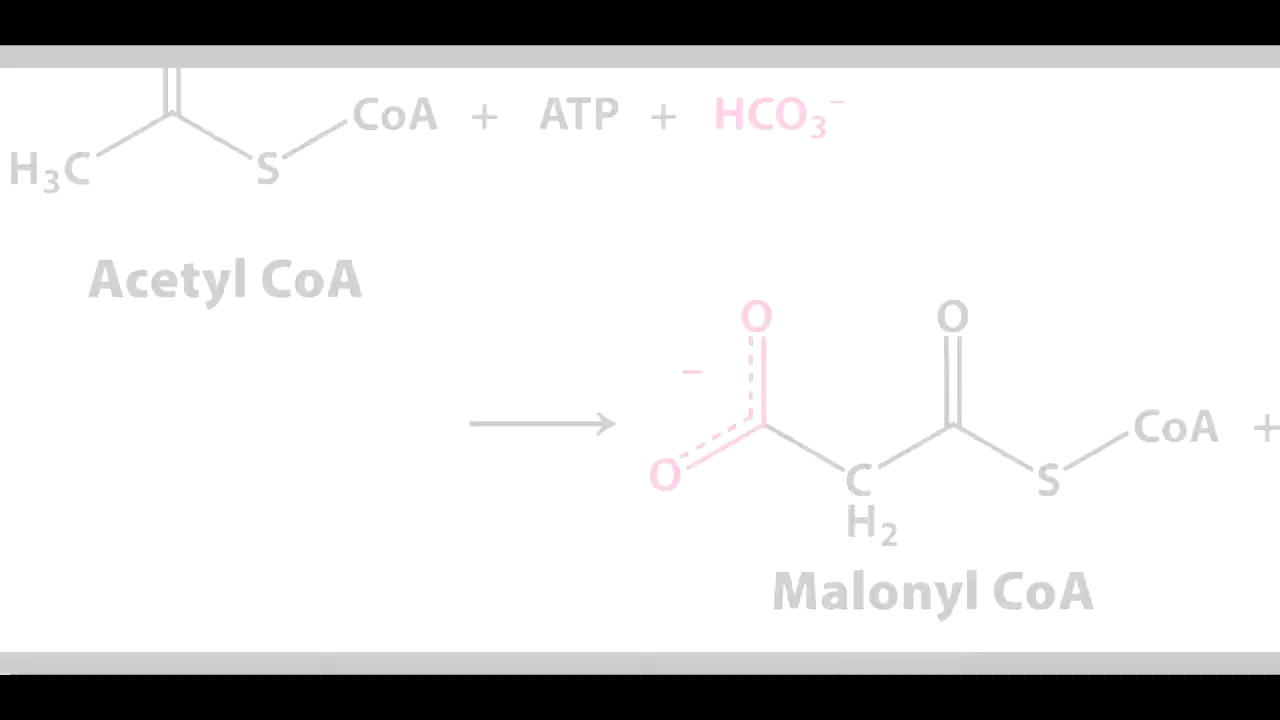 CoA + ATP + HCO₃⁻
H₃C S
Acetyl CoA
O O
−
CoA +
O C S
H₂
Malonyl CoA